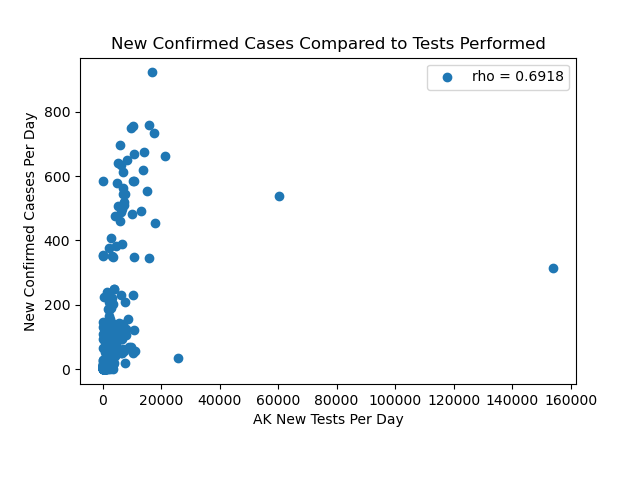 New Confirmed Cases Compared to Tests Performed
rho = 0.6918
New Confirmed Caeses Per Day
800
600
400
200
0
0 20000 40000 60000 80000 100000 120000 140000 160000
AK New Tests Per Day